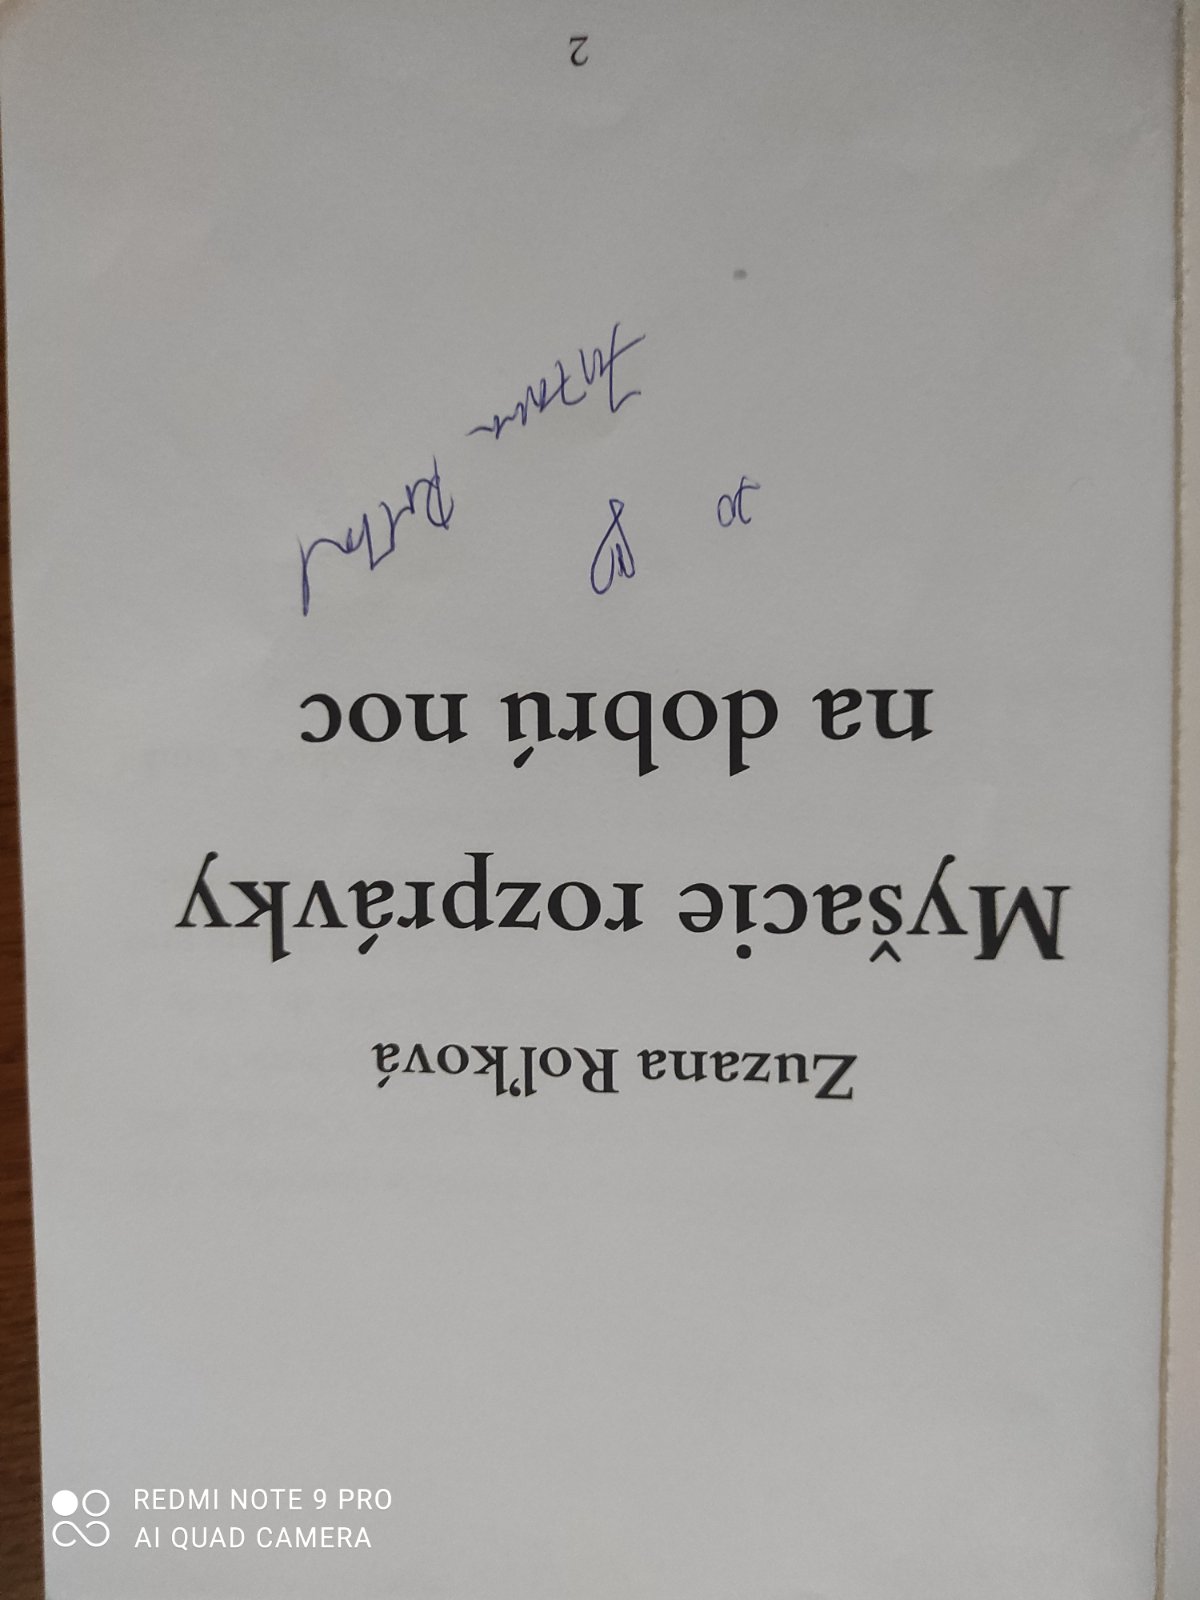 Zuzana Roľková
Myšacie rozprávky
na dobrú noc
2
REDMI NOTE 9 PRO
AI QUAD CAMERA